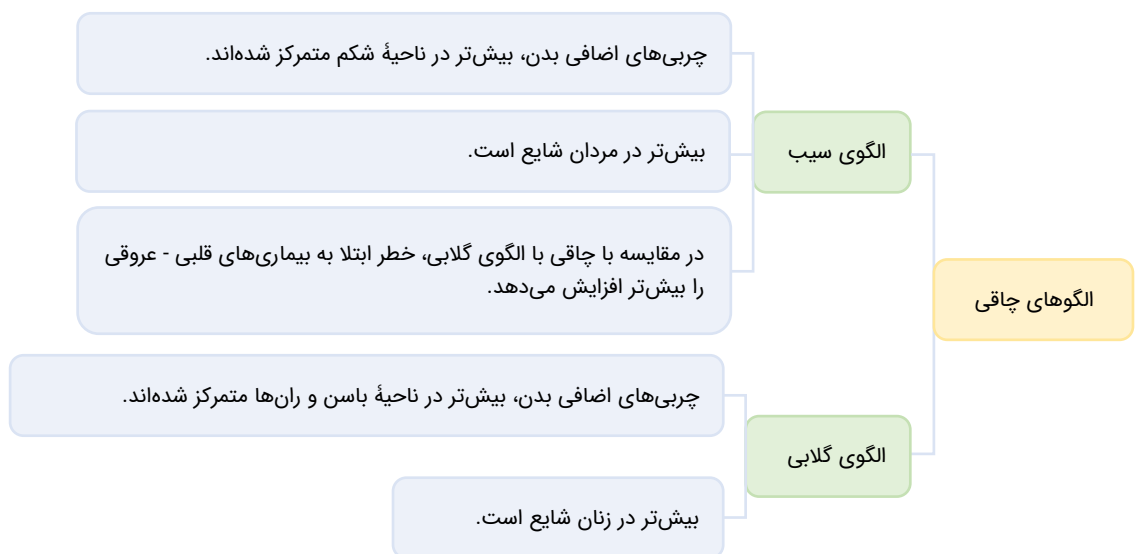 الگوهای چاقی
الگوی سیب
چربی‌های اضافی بدن، بیش‌تر در ناحیۀ شکم متمرکز شده‌اند.
بیش‌تر در مردان شایع است.
در مقایسه با چاقی با الگوی گلابی، خطر ابتلا به بیماری‌های قلبی - عروقی
را بیش‌تر افزایش می‌دهد.
الگوی گلابی
چربی‌های اضافی بدن، بیش‌تر در ناحیۀ باسن و ران‌ها متمرکز شده‌اند.
بیش‌تر در زنان شایع است.